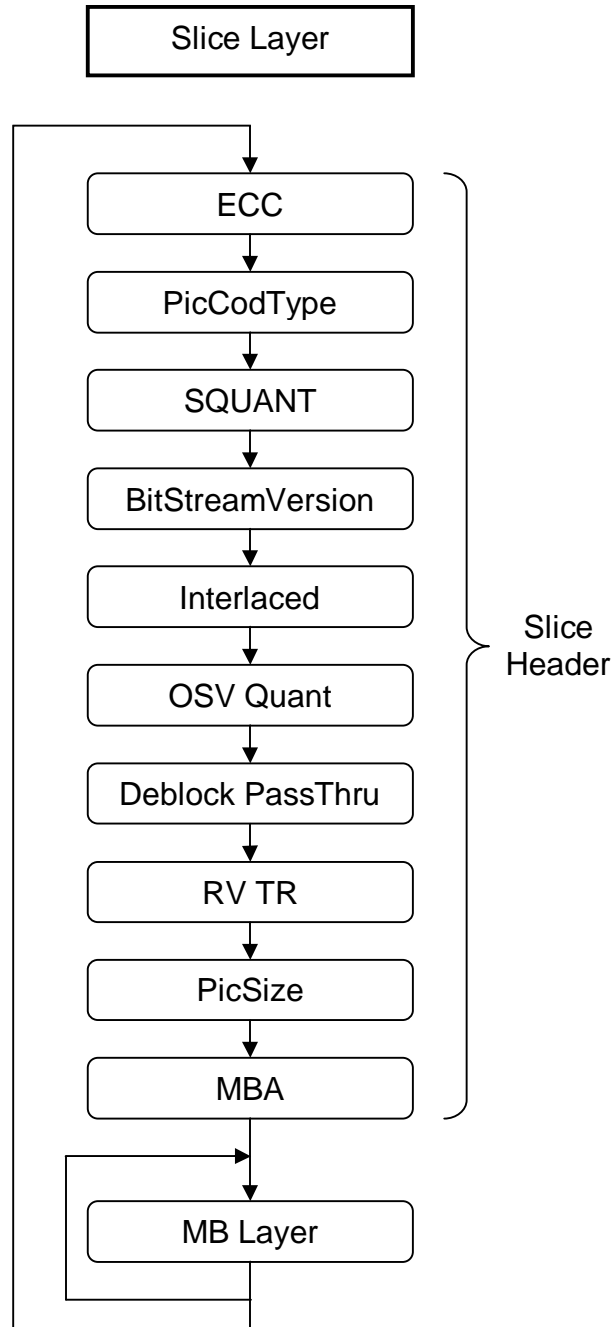 Slice Layer
ECC
PicCodType
SQUANT
BitStreamVersion
Interlaced
OSV Quant
Deblock PassThru
RV TR
PicSize
MBA
MB Layer
Slice
Header